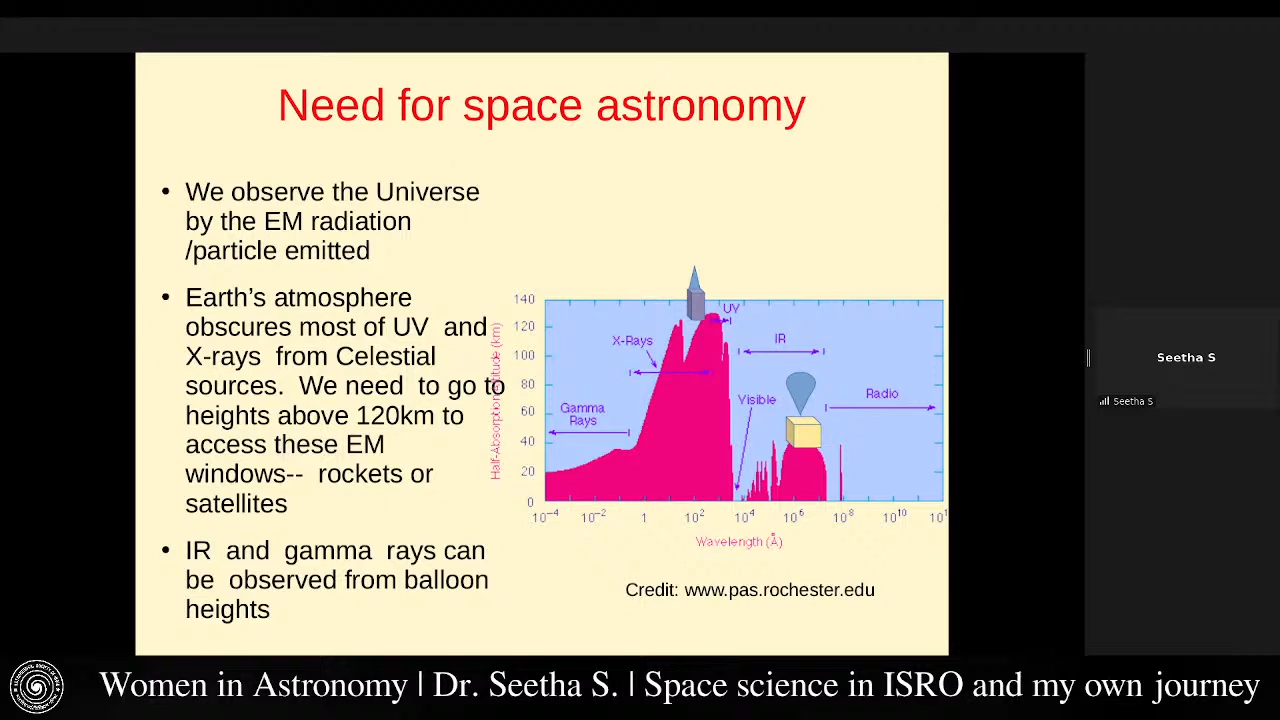 Need for space astronomy
• We observe the Universe
by the EM radiation
/particle emitted
• Earth's atmosphere
obscures most of UV and
X-rays from Celestial
sources. We need to go to
heights above 120km to
access these EM
windows-- rockets or
satellites
• IR and gamma rays can
be observed from balloon
heights
Half-Absorption Altitude (km)
140
120
100
80
60
40
20
0
UV
X-Rays
IR
Gamma
Rays
Visible
Radio
10⁻⁴ 10⁻² 1 10² 10⁴ 10⁶ 10⁸ 10¹⁰
Wavelength (Å)
Credit: www.pas.rochester.edu
Seetha S
Seetha S
Women in Astronomy | Dr. Seetha S. | Space science in ISRO and my own journey